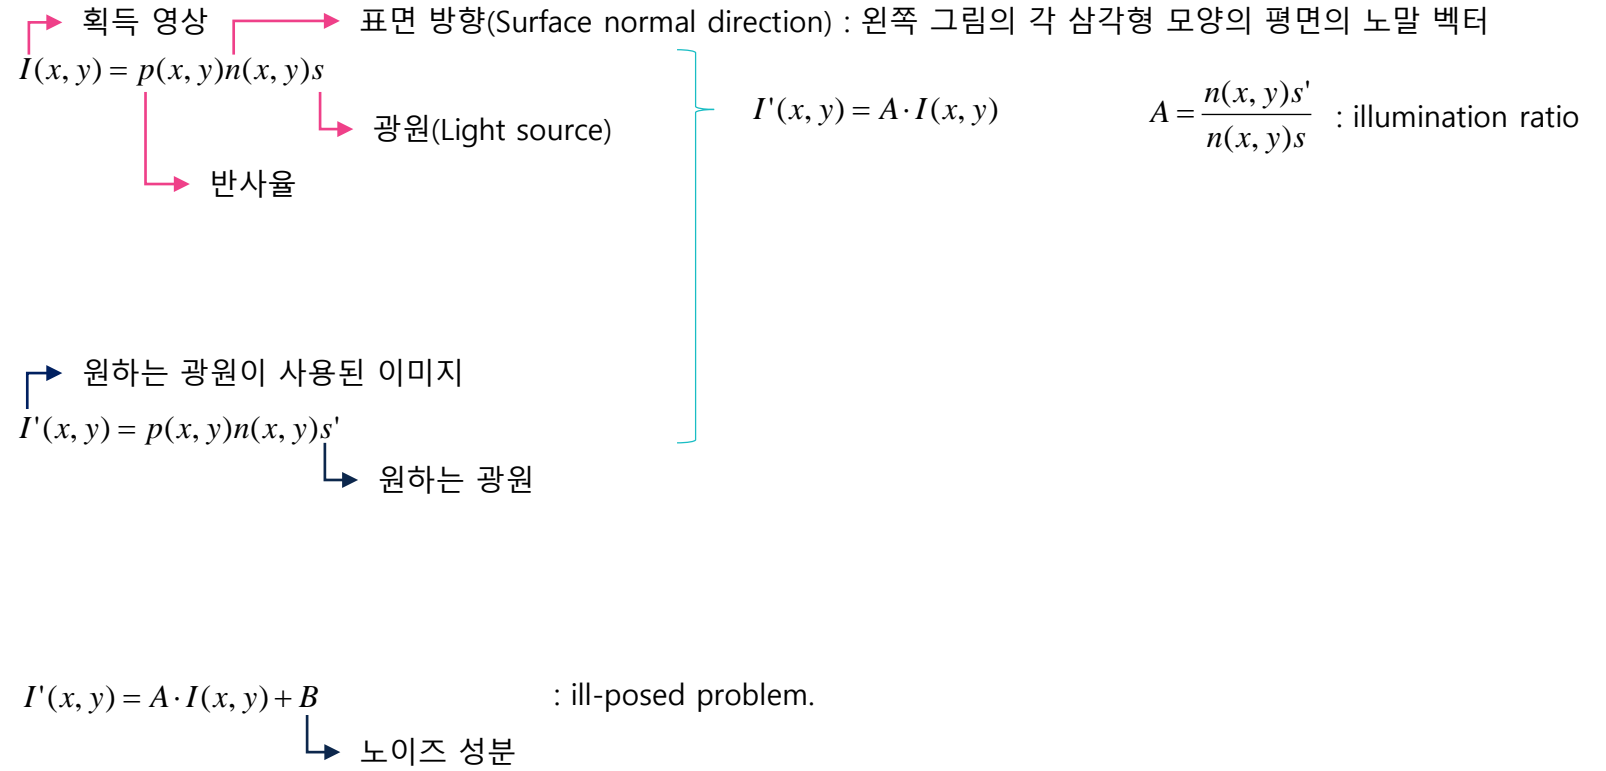 획득 영상
표면 방향(Surface normal direction) : 왼쪽 그림의 각 삼각형 모양의 평면의 노말 벡터
I(x, y) = p(x, y)n(x, y)s
광원(Light source)
반사율
I'(x, y) = A·I(x, y)
A = n(x, y)s' / n(x, y)s : illumination ratio
원하는 광원이 사용된 이미지
I'(x, y) = p(x, y)n(x, y)s'
원하는 광원
I'(x, y) = A·I(x, y) + B : ill-posed problem.
노이즈 성분